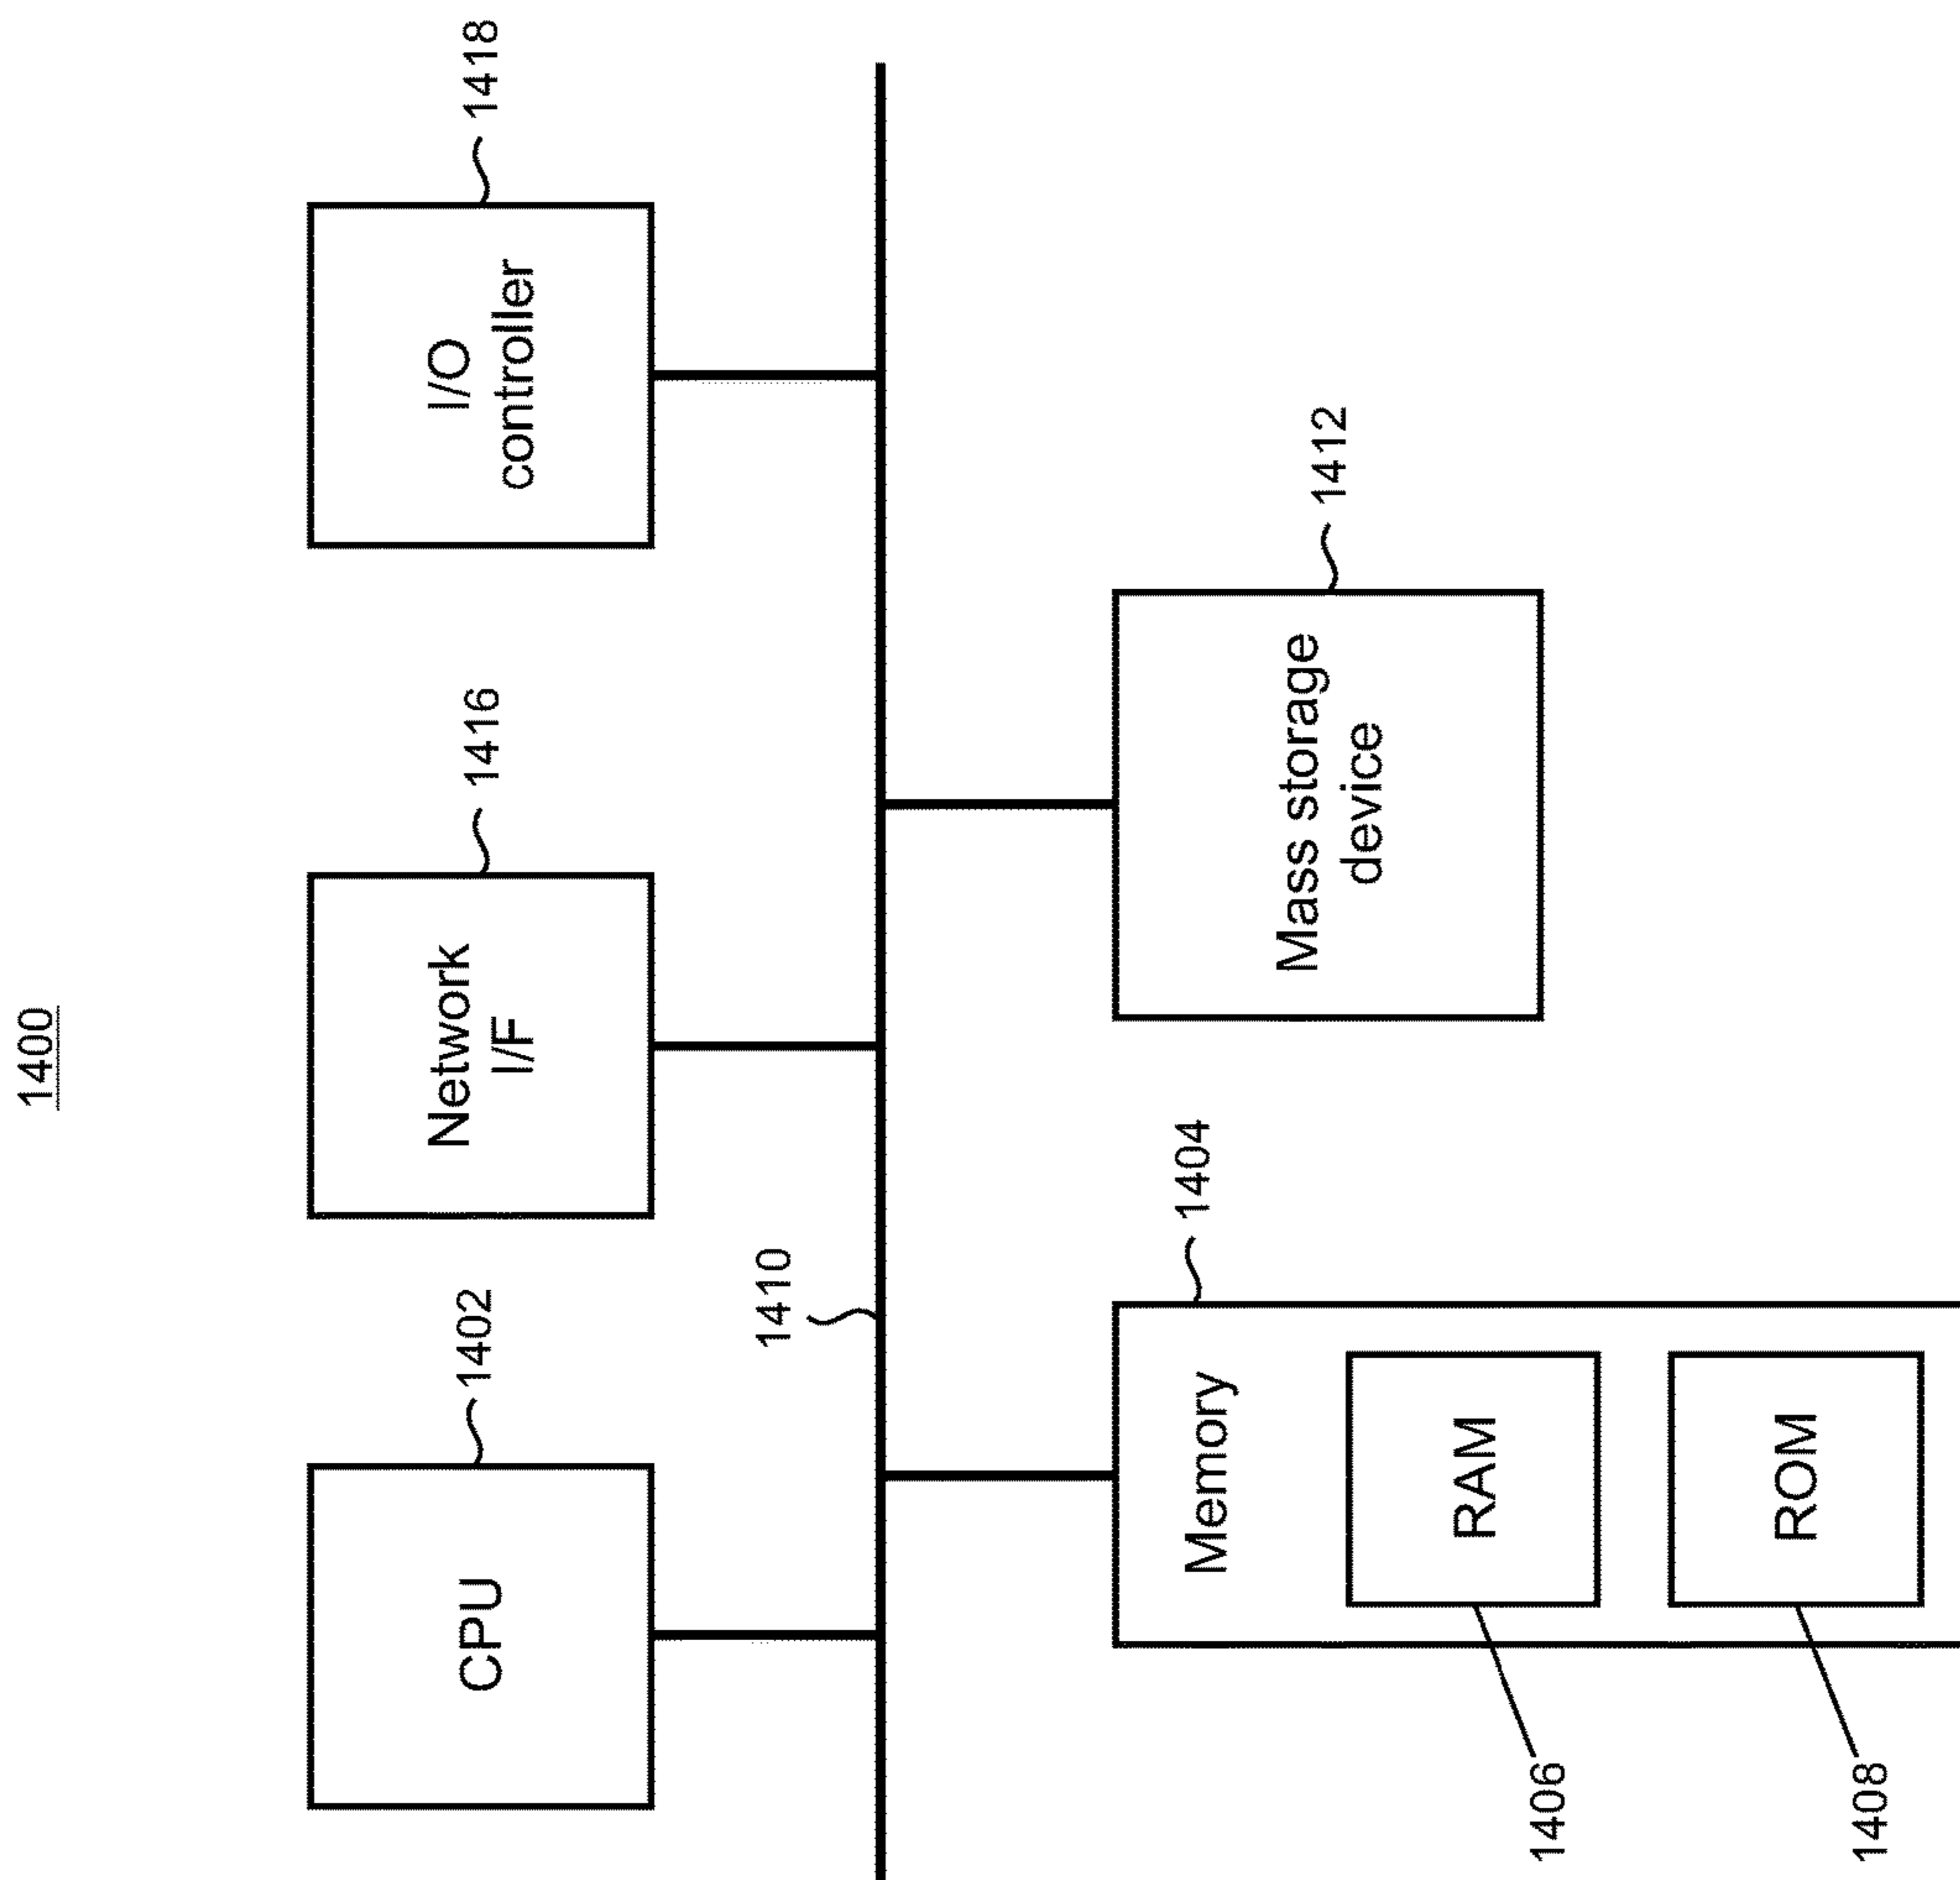 1400
1402
CPU
1416
Network
I/F
1418
I/O
controller
1410
1404
Memory
1406
RAM
1408
ROM
1412
Mass storage
device